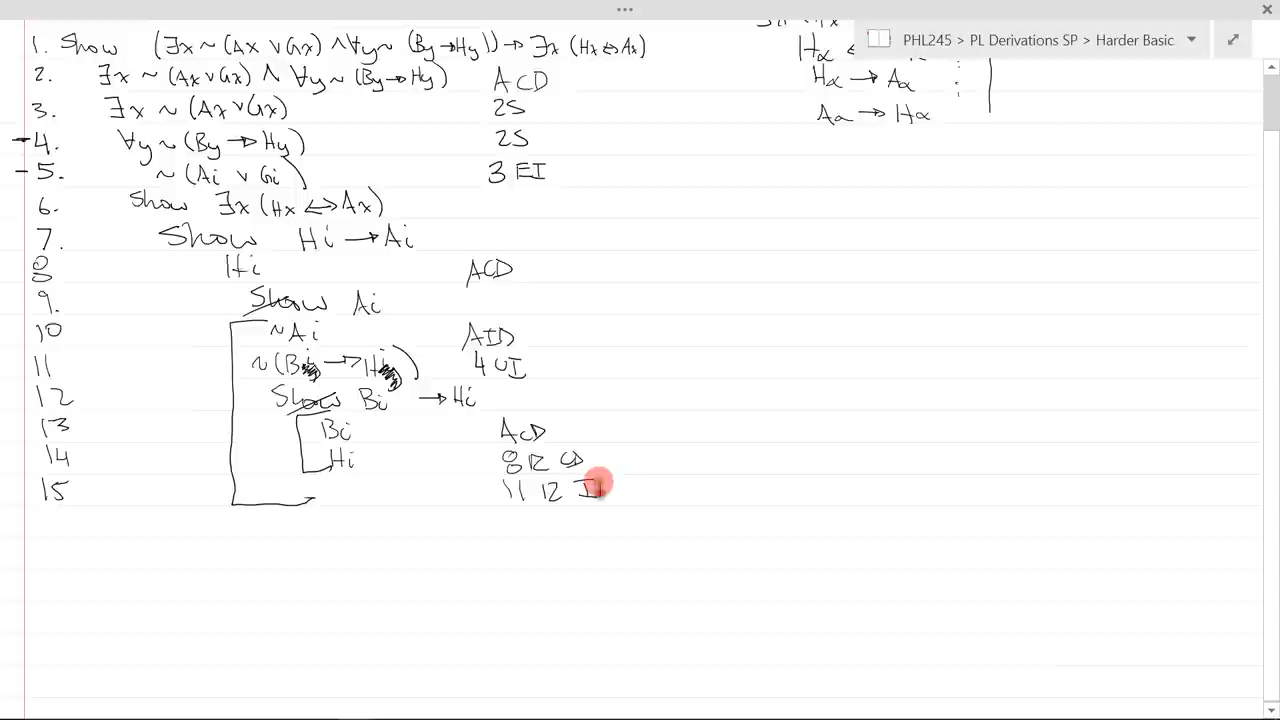 PHL245 > PL Derivations SP > Harder Basic
1. Show (∃x ~ (Ax ∨ Gx) ∧ ∀y ~ (By → Hy)) → ∃x (Hx ↔ Ax)
2. ∃x ~ (Ax ∨ Gx) ∧ ∀y ~ (By → Hy) ACD
3. ∃x ~ (Ax ∨ Gx) 2S
4. ∀y ~ (By → Hy) 2S
5. ~ (Ai ∨ Gi) 3 EI
6. Show ∃x (Hx ↔ Ax)
7. Show Hi → Ai
8 Hi ACD
9. Show Ai
10 ~Ai AID
11 ~(Bi → Hi) 4 UI
12 Show Bi → Hi
13 Bi ACD
14 Hi 8 12 CD
15 11 12 I
Hα → Aα
Aα → Hα